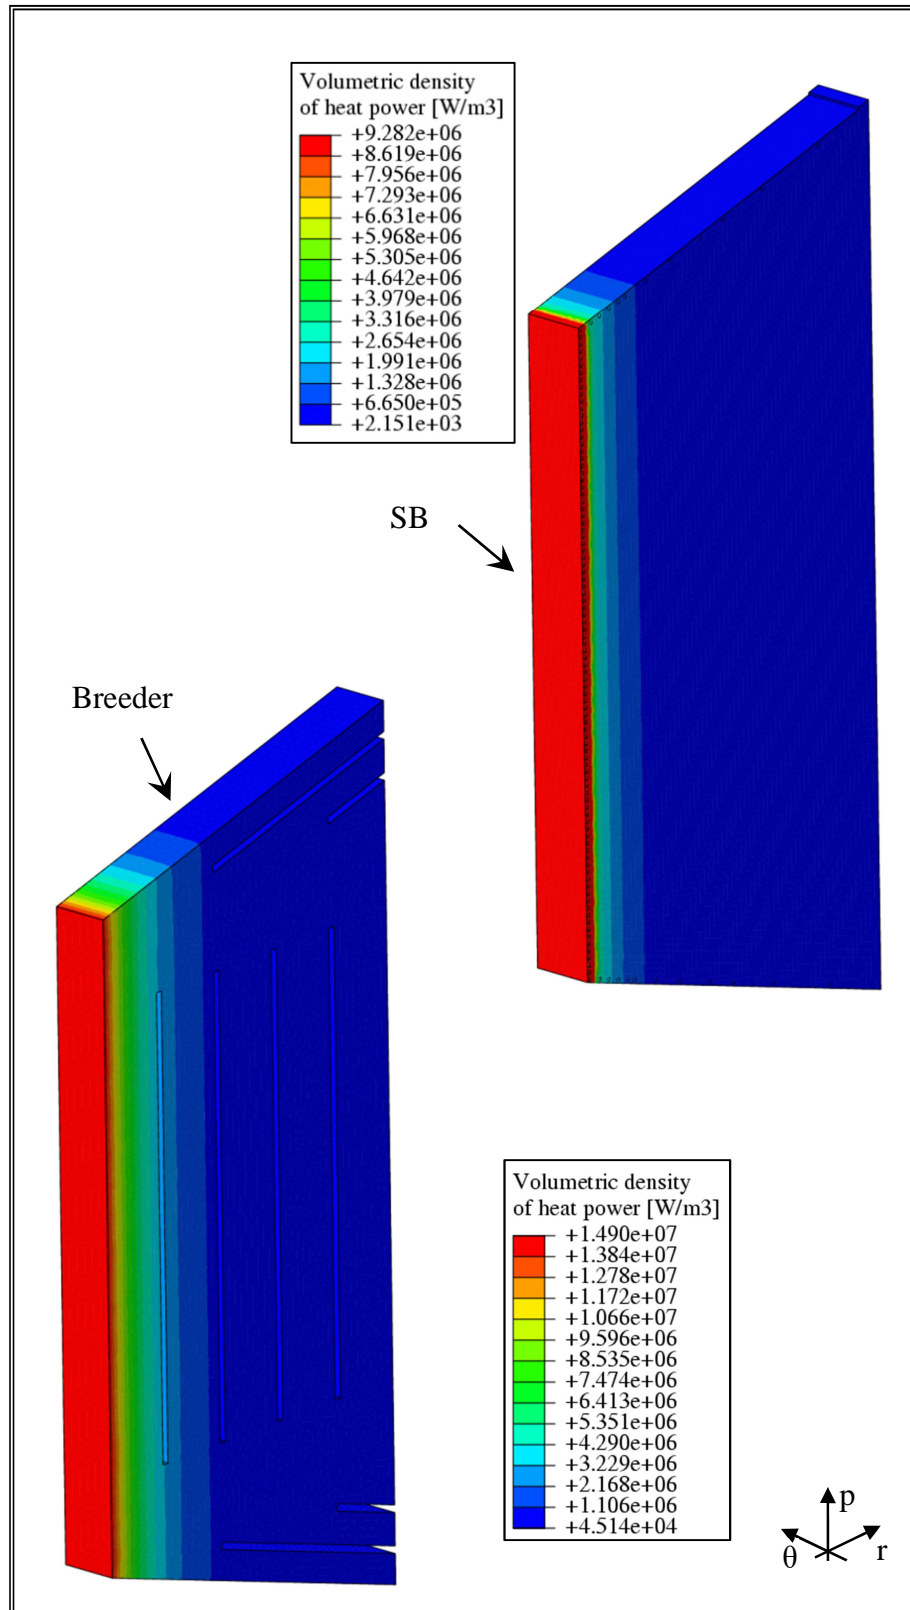 Volumetric density
of heat power [W/m3]
+9.282e+06
+8.619e+06
+7.956e+06
+7.293e+06
+6.631e+06
+5.968e+06
+5.305e+06
+4.642e+06
+3.979e+06
+3.316e+06
+2.654e+06
+1.991e+06
+1.328e+06
+6.650e+05
+2.151e+03
SB
Breeder
Volumetric density
of heat power [W/m3]
+1.490e+07
+1.384e+07
+1.278e+07
+1.172e+07
+1.066e+07
+9.596e+06
+8.535e+06
+7.474e+06
+6.413e+06
+5.351e+06
+4.290e+06
+3.229e+06
+2.168e+06
+1.106e+06
+4.514e+04
p
θ
r